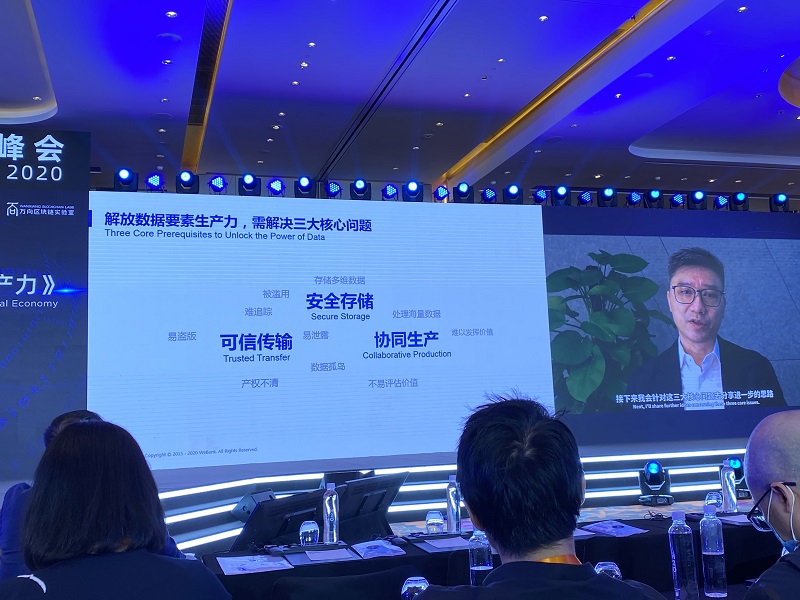 峰会
2020
WANXIANG BLOCKCHAIN LABS
万向区块链实验室
产力》
al Economy
解放数据要素生产力，需解决三大核心问题
Three Core Prerequisites to Unlock the Power of Data
存储多维数据
被滥用
安全存储
难追踪
Secure Storage
处理海量数据
易盗版
可信传输
易泄露
协同生产
难以发挥价值
Trusted Transfer
Collaborative Production
数据孤岛
产权不清
不易评估价值
Copyright © 2015 - 2020 WeBank. All Rights Reserved.
接下来我会针对这三大核心问题去分享进一步的思路
Next, I'll share further
three core issues.